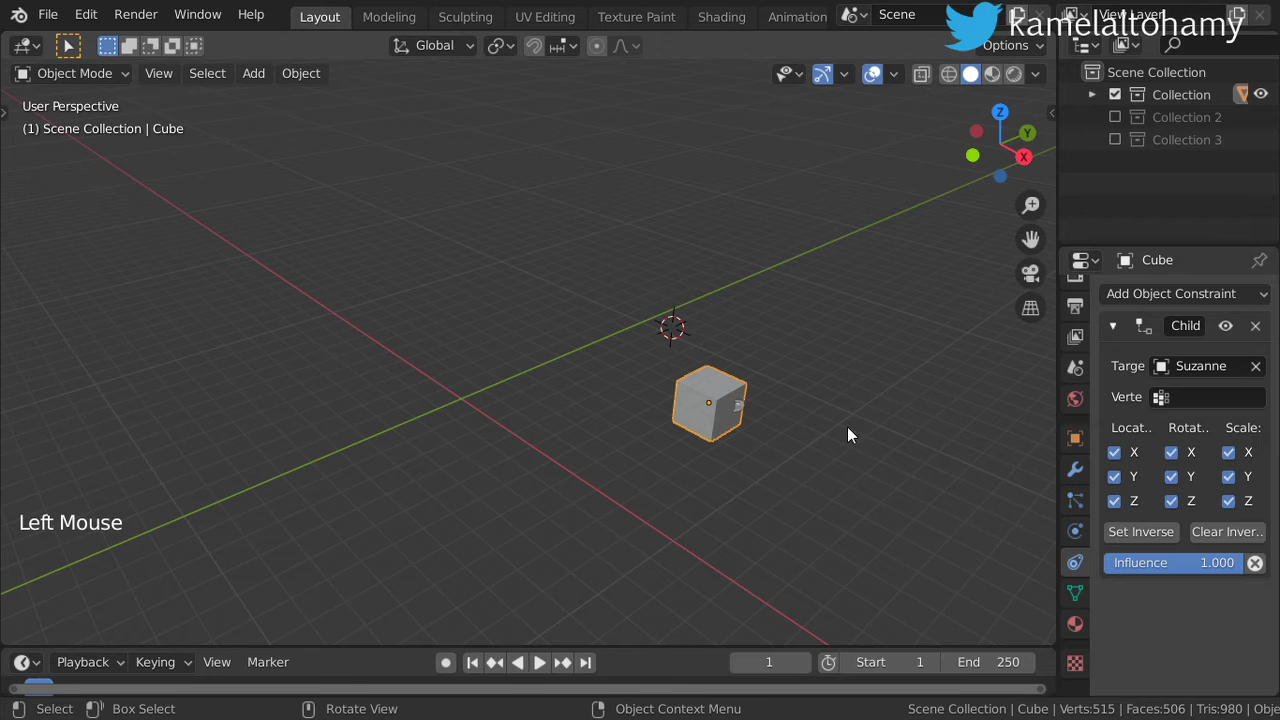 File Edit Render Window Help Layout Modeling Sculpting UV Editing Texture Paint Shading Animation Scene View Layer
kamelaltohamy
Global Options
Object Mode View Select Add Object
User Perspective
(1) Scene Collection | Cube
Z
Y
X
Scene Collection
Collection
Collection 2
Collection 3
Cube
Add Object Constraint
Child
Targe Suzanne
Verte
Locat.. Rotat.. Scale:
X X X
Y Y Y
Z Z Z
Set Inverse Clear Inver..
Influence 1.000
Left Mouse
Playback Keying View Marker 1 Start 1 End 250
Select Box Select Rotate View Object Context Menu Scene Collection | Cube | Verts:515 | Faces:506 | Tris:980 | Obje